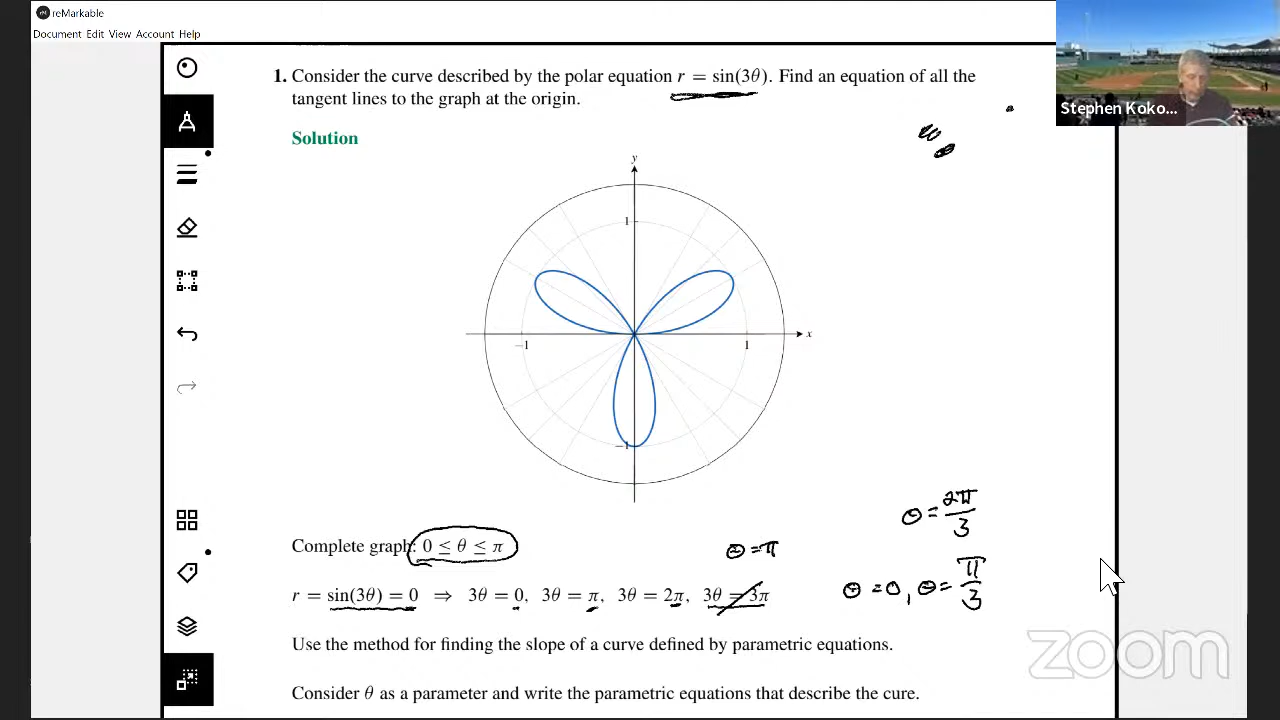 reMarkable
Document Edit View Account Help
1. Consider the curve described by the polar equation r = sin(3θ). Find an equation of all the
tangent lines to the graph at the origin.
Stephen Koko...
Solution
y
1
−1
1
x
−1
θ = 2π/3
Complete graph: 0 ≤ θ ≤ π
θ = π
r = sin(3θ) = 0 ⇒ 3θ = 0, 3θ = π, 3θ = 2π, 3θ = 3π
θ = 0, θ = π/3
Use the method for finding the slope of a curve defined by parametric equations.
zoom
Consider θ as a parameter and write the parametric equations that describe the cure.